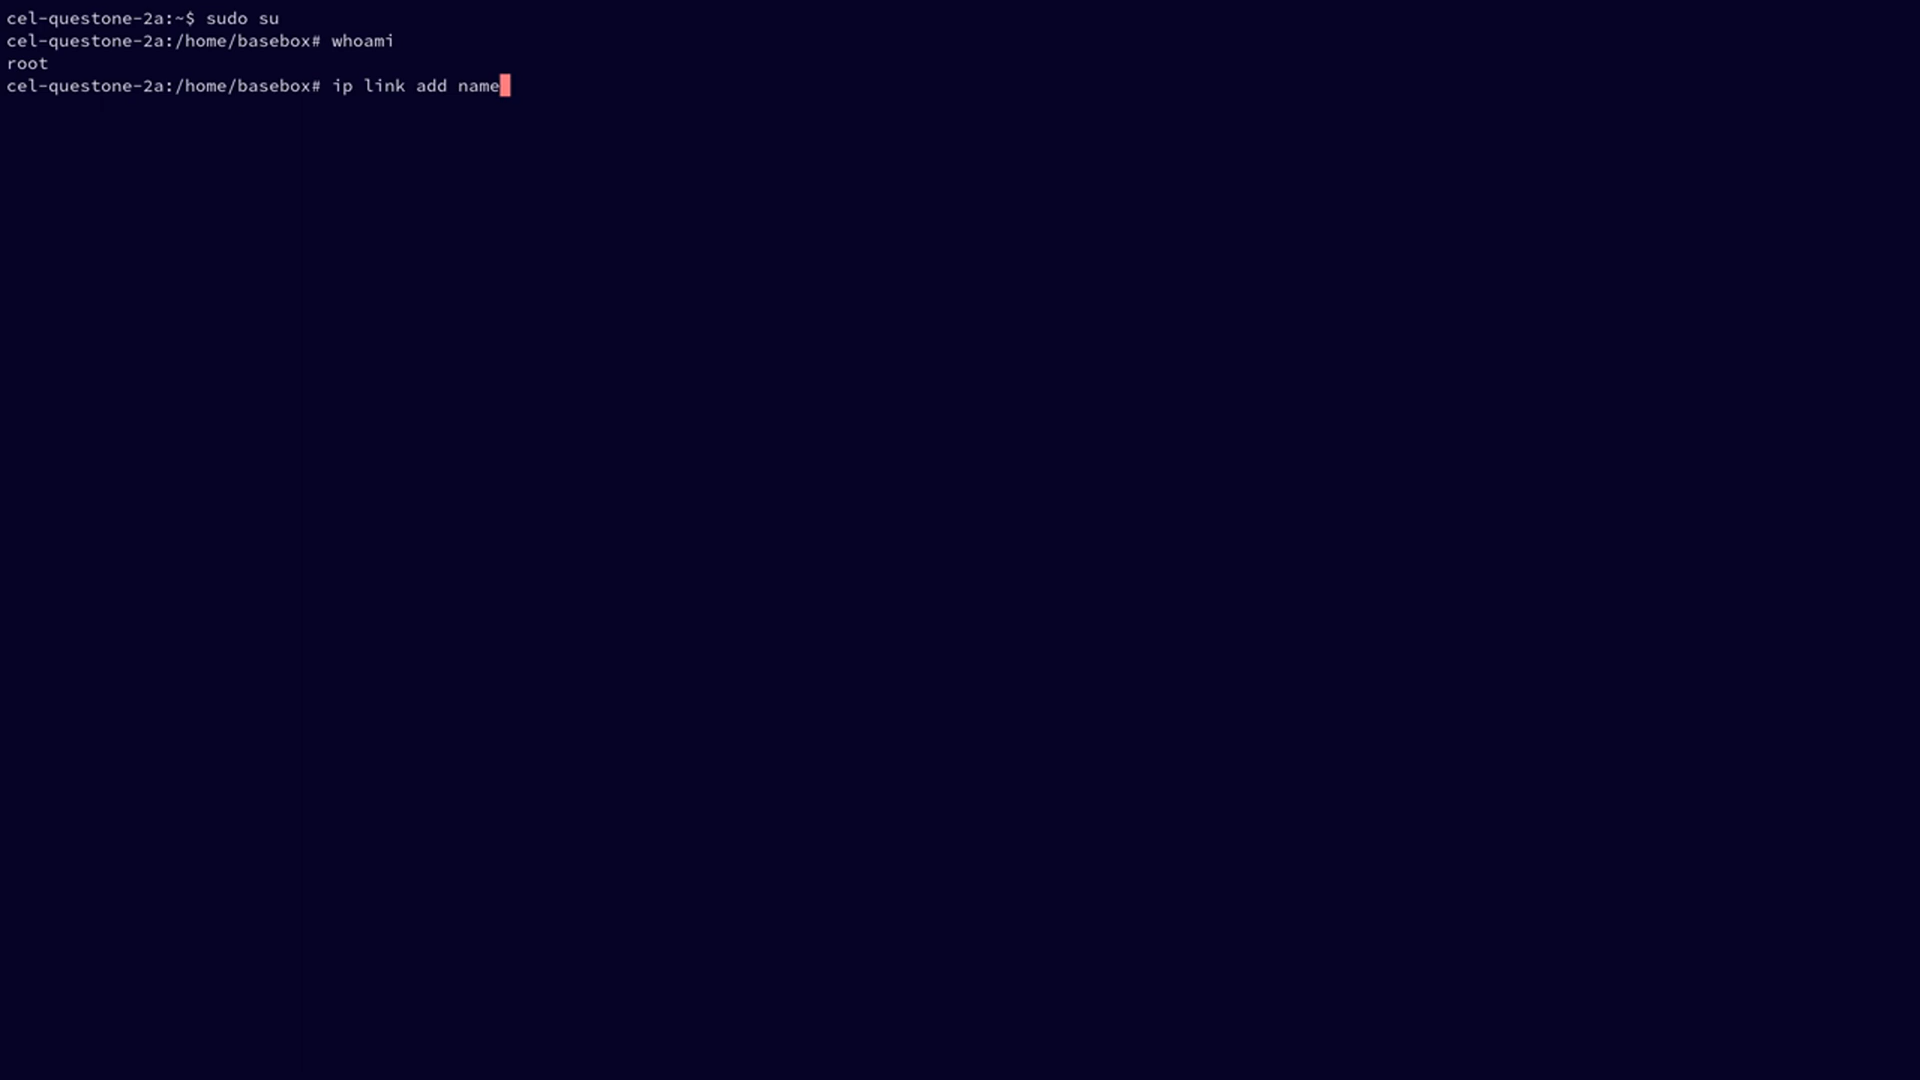 cel-questone-2a:~$ sudo su
cel-questone-2a:/home/basebox# whoami
root
cel-questone-2a:/home/basebox# ip link add name